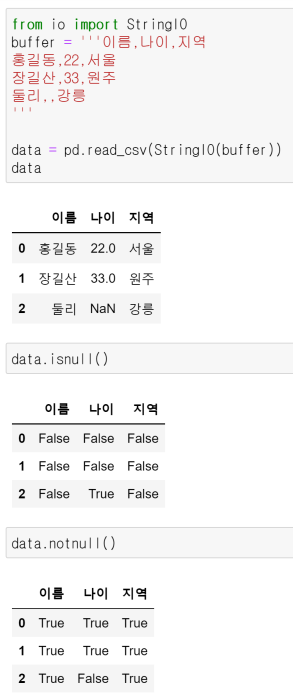 from io import StringIO
buffer = '''이름,나이,지역
홍길동,22,서울
장길산,33,원주
둘리,,강릉
'''
data = pd.read_csv(StringIO(buffer))
data
이름 나이 지역
0 홍길동 22.0 서울
1 장길산 33.0 원주
2 둘리 NaN 강릉
data.isnull()
이름 나이 지역
0 False False False
1 False False False
2 False True False
data.notnull()
이름 나이 지역
0 True True True
1 True True True
2 True False True